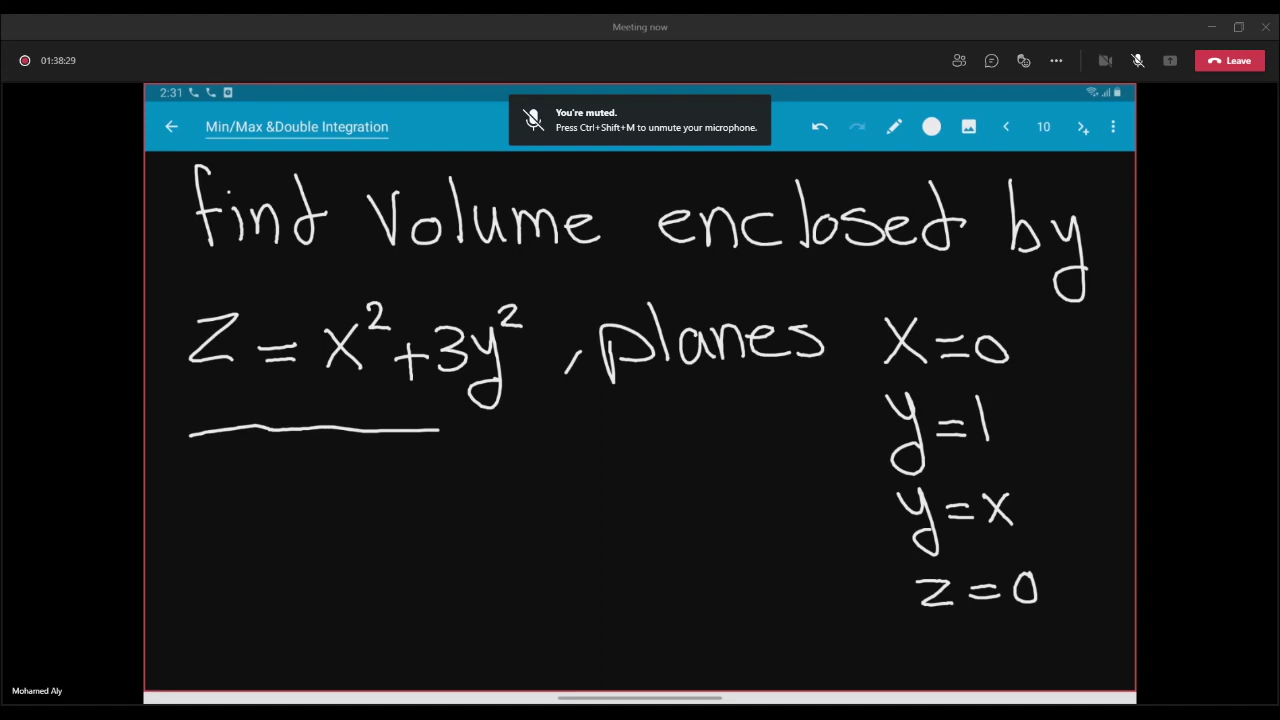 Meeting now
01:38:29
Leave
2:31
You're muted.
Press Ctrl+Shift+M to unmute your microphone.
Min/Max &Double Integration
10
find Volume enclosed by
Z = x² + 3y² , planes x = 0
y = 1
y = x
z = 0
Mohamed Aly